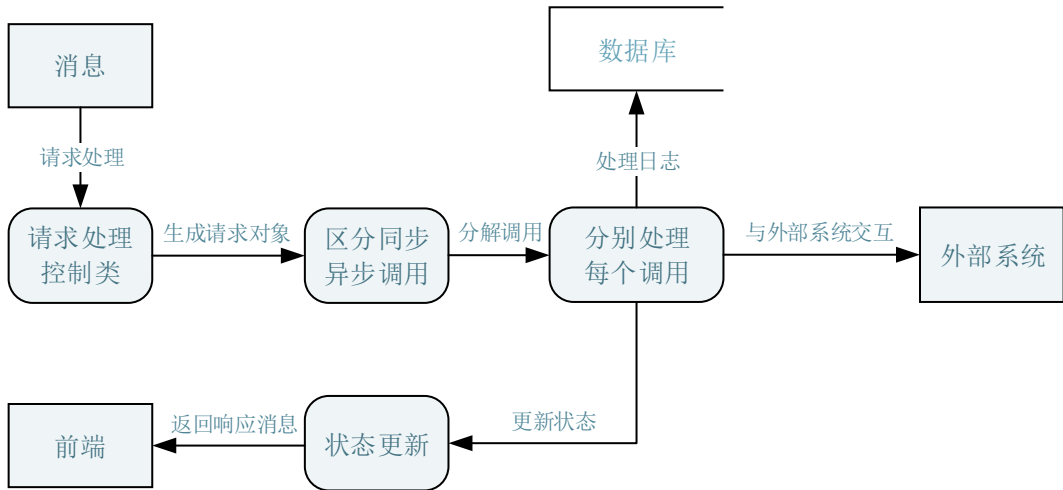 消息
数据库
请求处理
处理日志
请求处理
控制类
生成请求对象
区分同步
异步调用
分解调用
分别处理
每个调用
与外部系统交互
外部系统
前端
返回响应消息
状态更新
更新状态